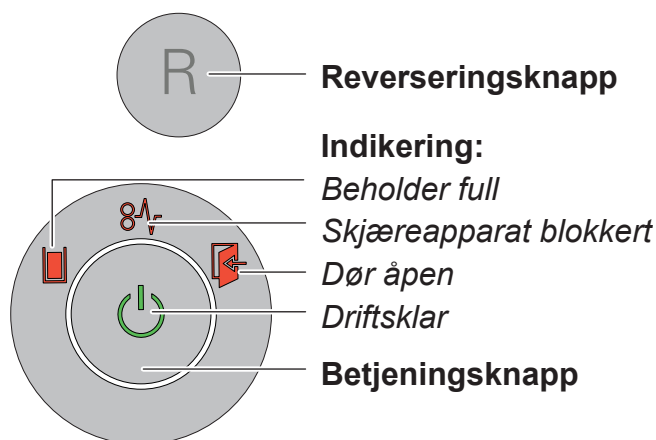 R
Reverseringsknapp
Indikering:
Beholder full
Skjæreapparat blokkert
Dør åpen
Driftsklar
Betjeningsknapp